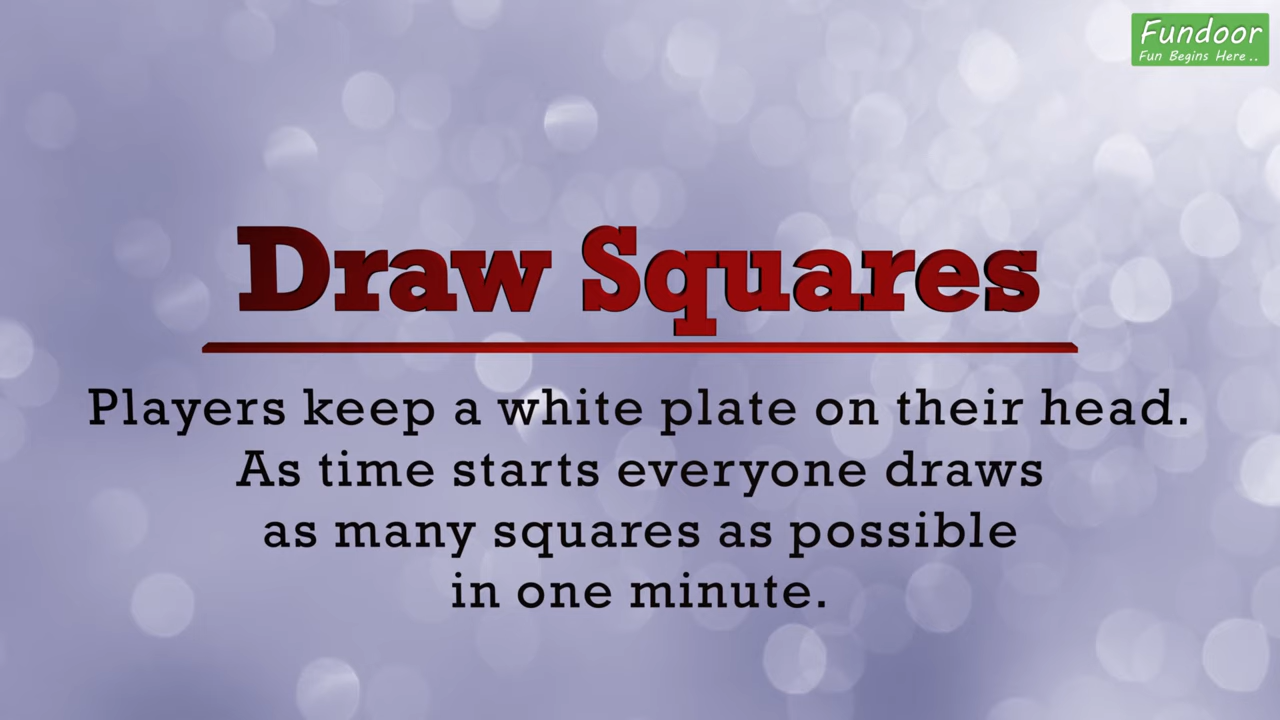 Fundoor
Fun Begins Here..
Draw Squares
Players keep a white plate on their head.
As time starts everyone draws
as many squares as possible
in one minute.